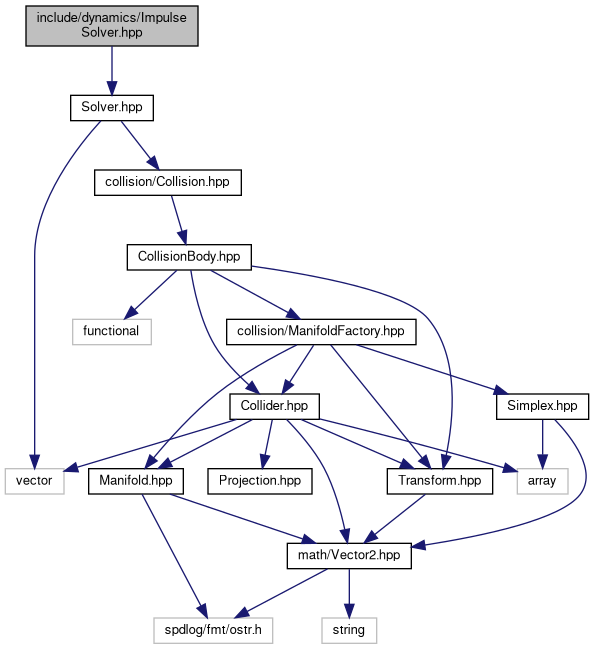 include/dynamics/Impulse
Solver.hpp
Solver.hpp
collision/Collision.hpp
CollisionBody.hpp
functional
collision/ManifoldFactory.hpp
Collider.hpp
Simplex.hpp
vector
Manifold.hpp
Projection.hpp
Transform.hpp
array
math/Vector2.hpp
spdlog/fmt/ostr.h
string